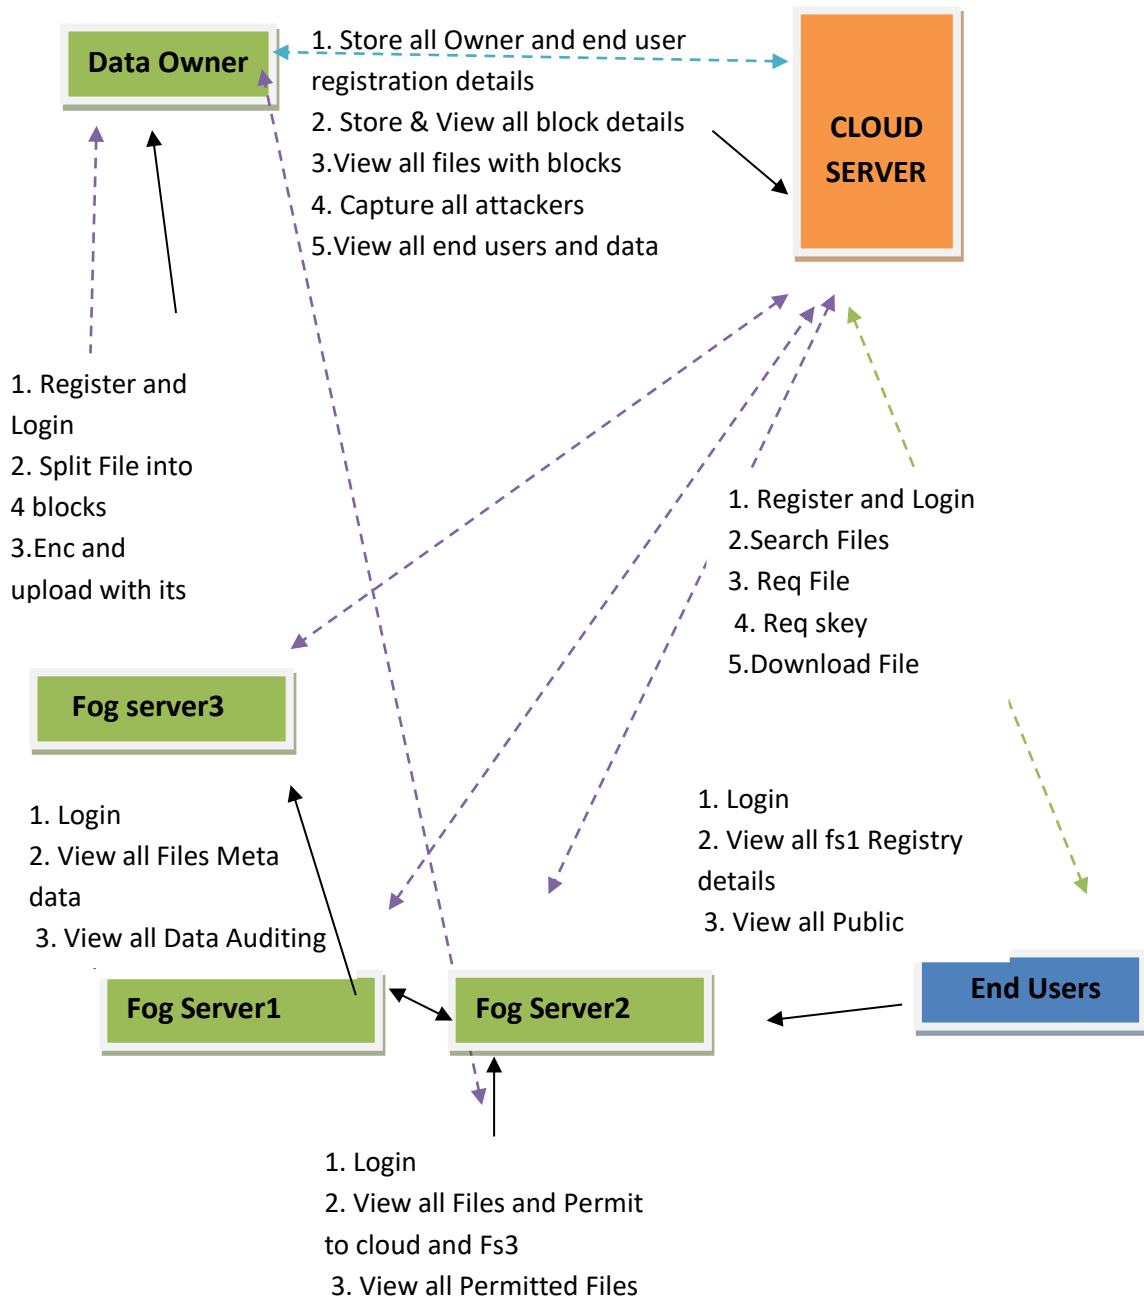 Data Owner
1. Store all Owner and end user
registration details
2. Store & View all block details
3.View all files with blocks
4. Capture all attackers
5.View all end users and data
CLOUD
SERVER
1. Register and
Login
2. Split File into
4 blocks
3.Enc and
upload with its
1. Register and Login
2.Search Files
3. Req File
4. Req skey
5.Download File
Fog server3
1. Login
2. View all Files Meta
data
3. View all Data Auditing
1. Login
2. View all fs1 Registry
details
3. View all Public
Fog Server1
Fog Server2
End Users
1. Login
2. View all Files and Permit
to cloud and Fs3
3. View all Permitted Files